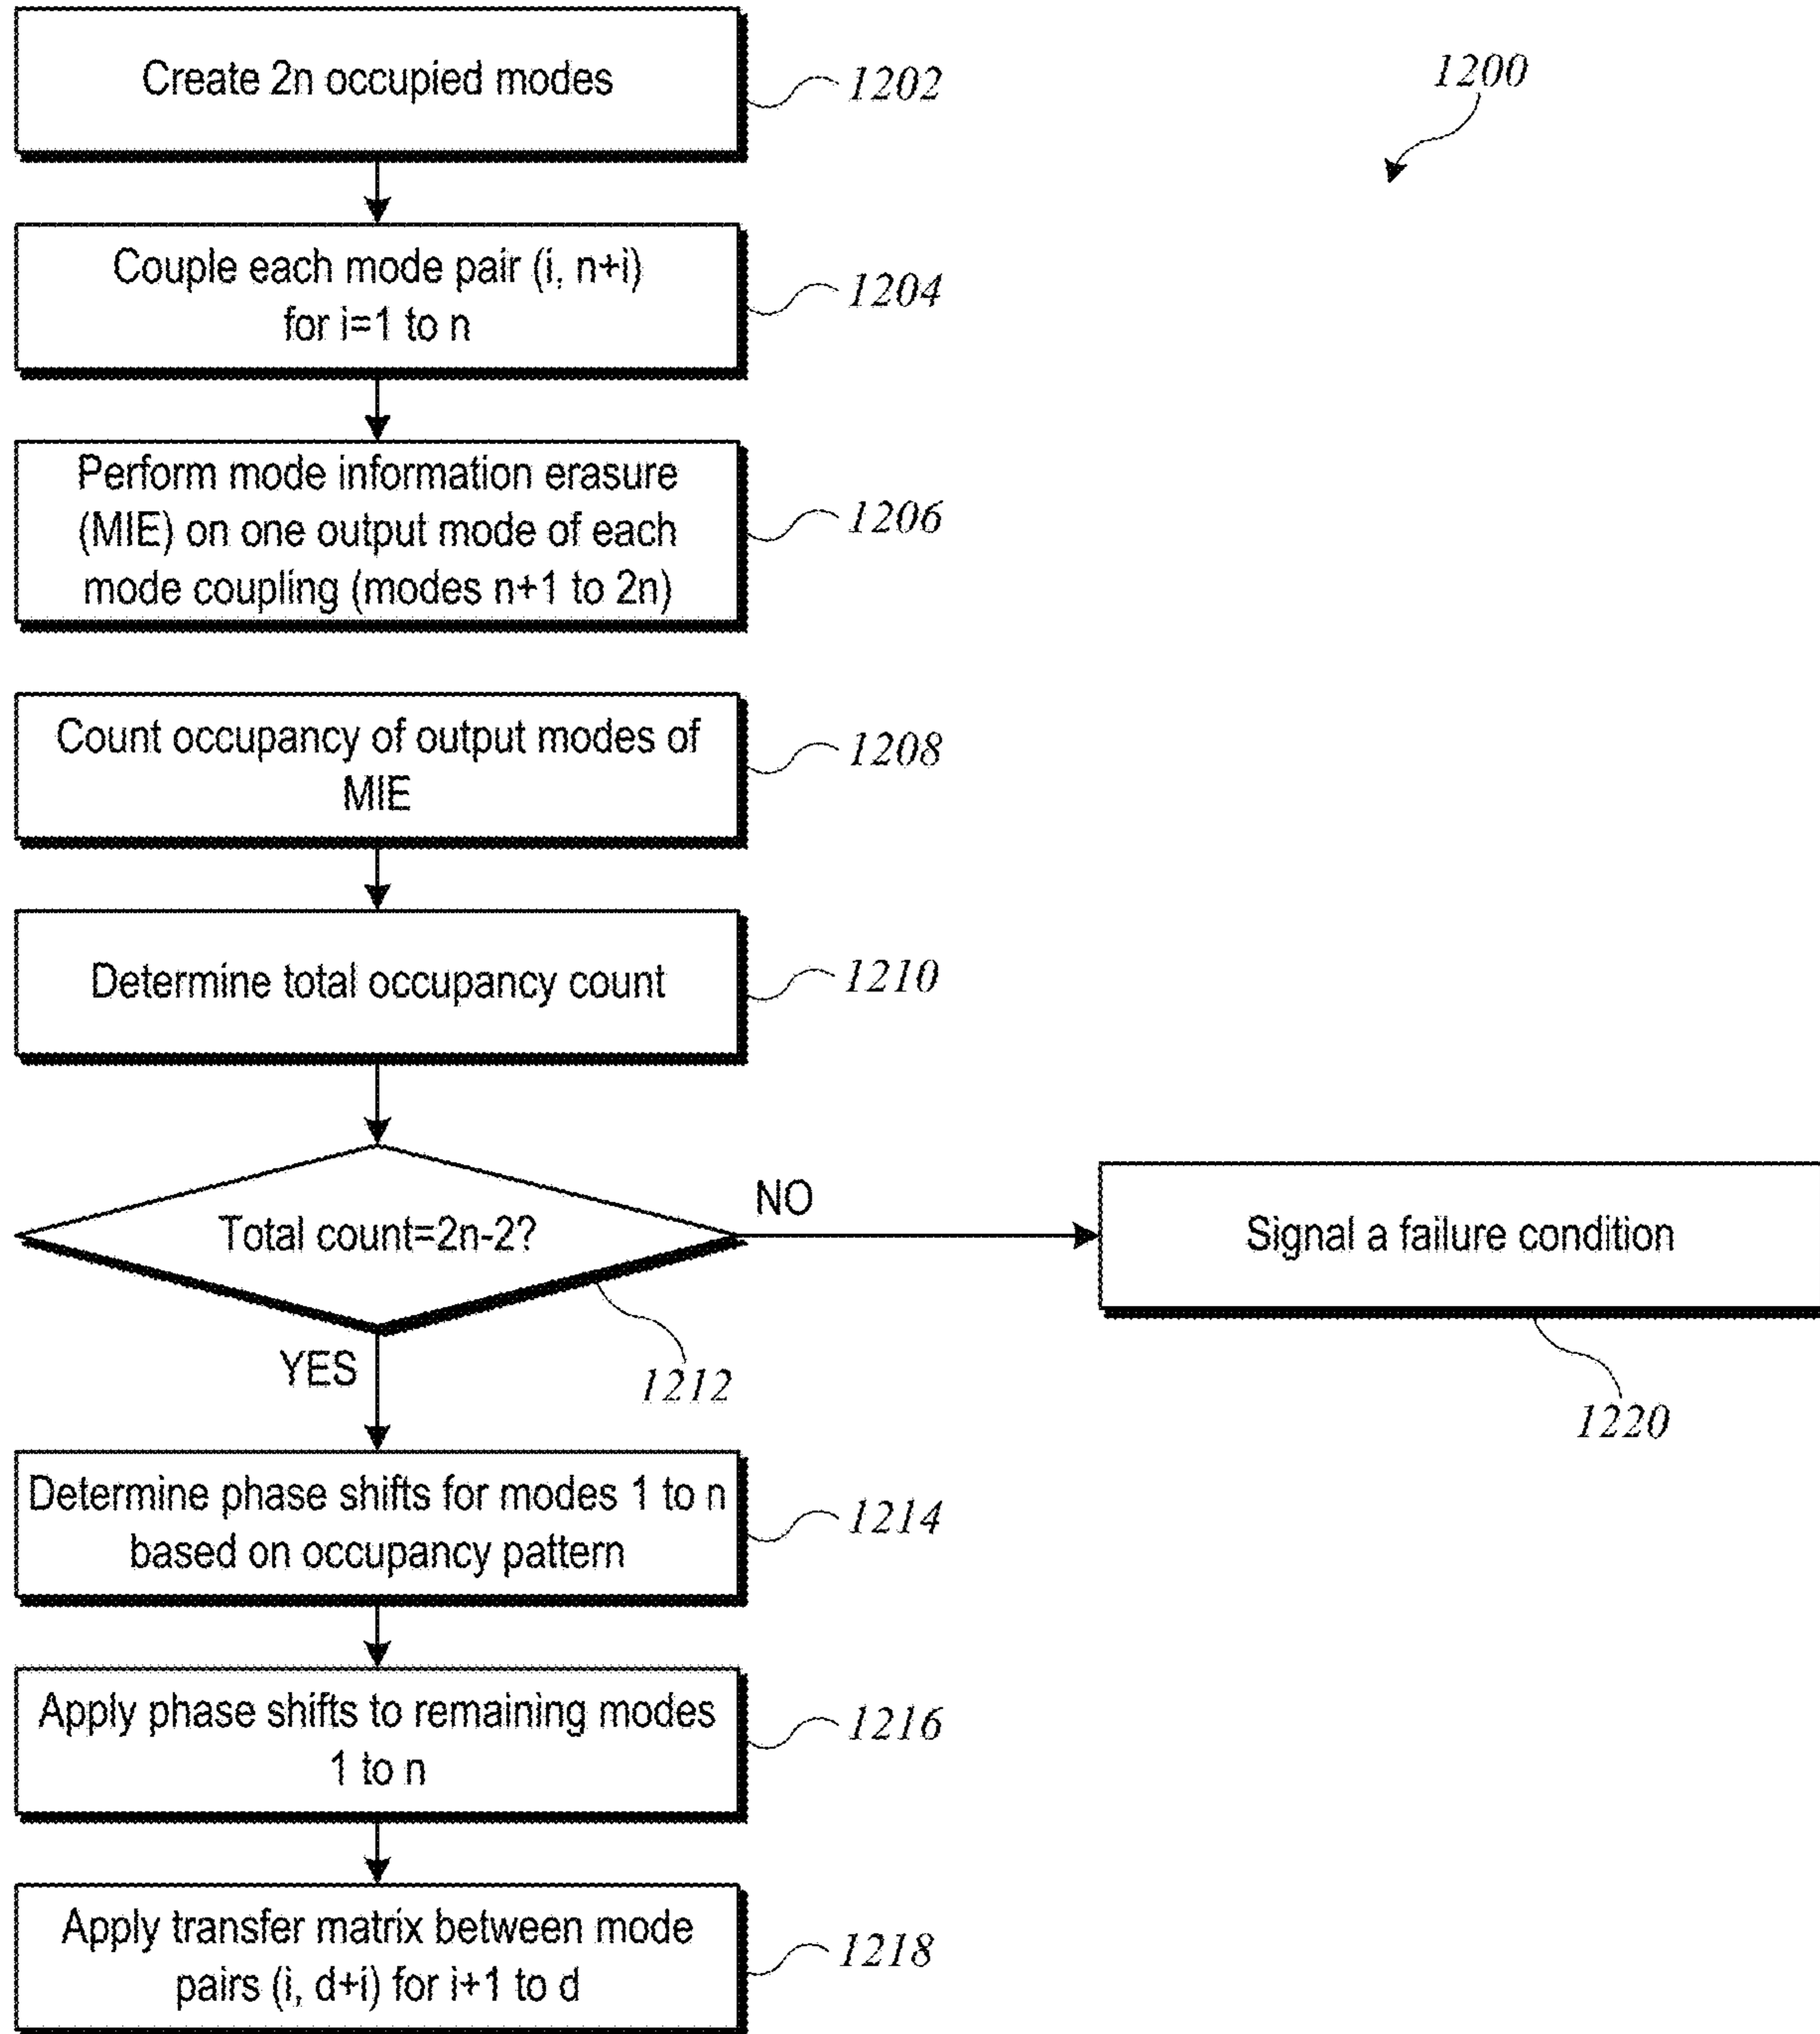 Create 2n occupied modes
1202
1200
Couple each mode pair (i, n+i)
for i=1 to n
1204
Perform mode information erasure
(MIE) on one output mode of each
mode coupling (modes n+1 to 2n)
1206
Count occupancy of output modes of
MIE
1208
Determine total occupancy count
1210
Total count=2n-2?
NO
Signal a failure condition
YES
1212
1220
Determine phase shifts for modes 1 to n
based on occupancy pattern
1214
Apply phase shifts to remaining modes
1 to n
1216
Apply transfer matrix between mode
pairs (i, d+i) for i+1 to d
1218